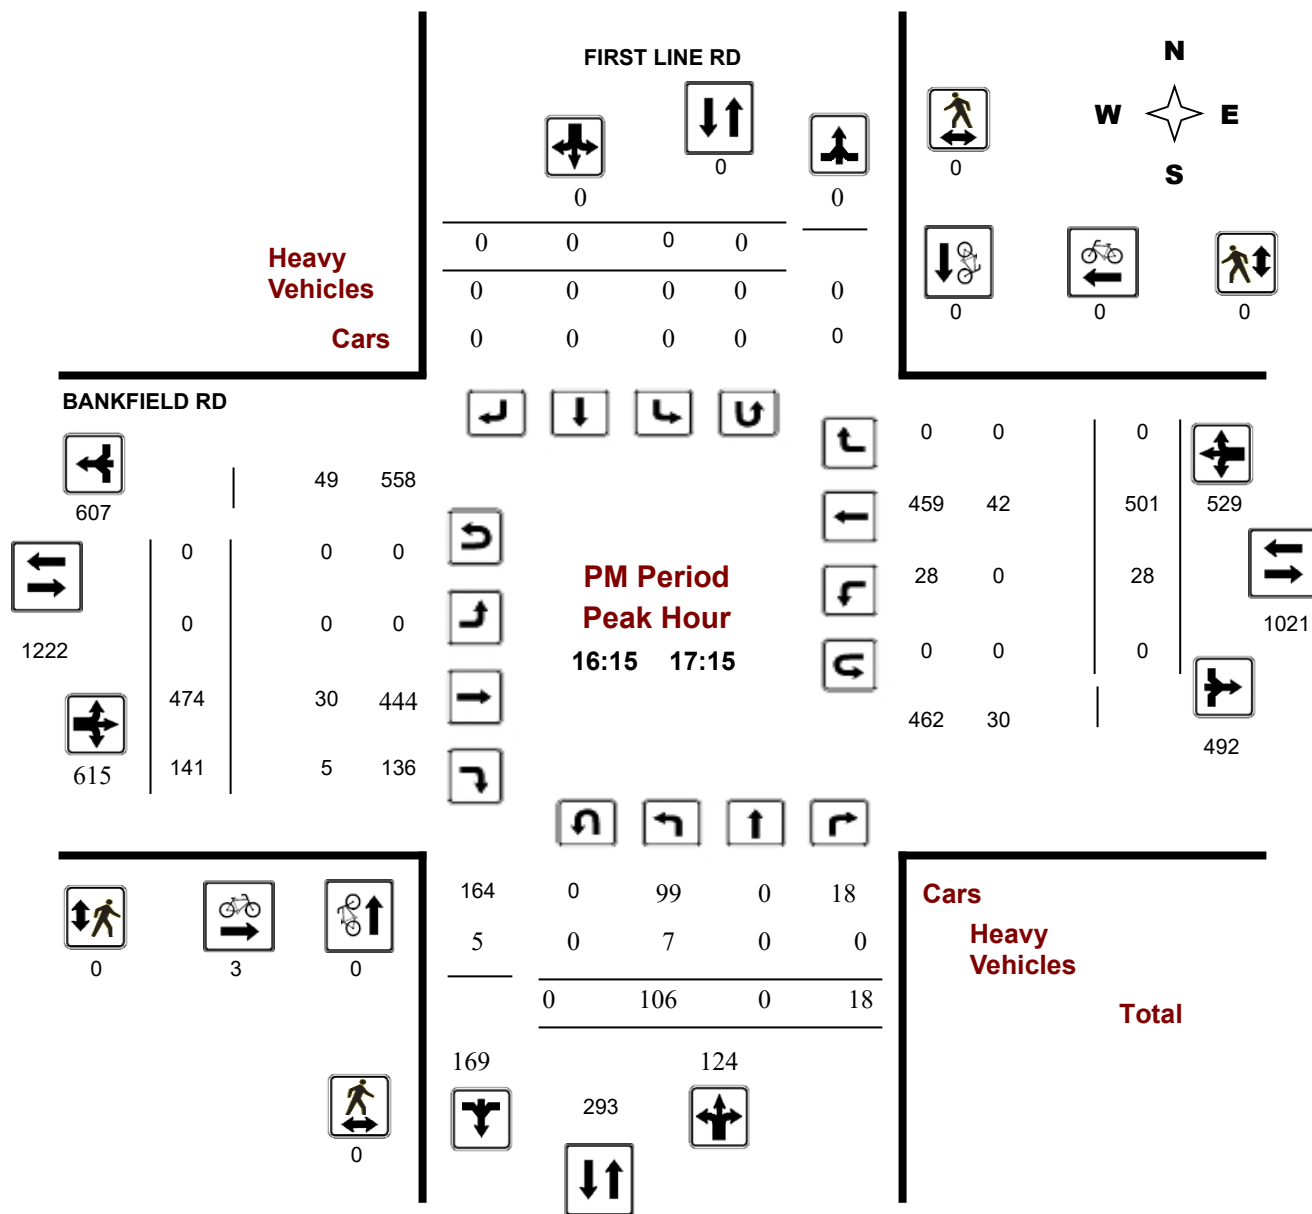 FIRST LINE RD
N
W E
S
0
0
0 0
0 0 0 0
Heavy
Vehicles
0 0 0 0 0
Cars
0 0 0 0 0
0 0 0
BANKFIELD RD
0 0 0
49 558
607
459 42 501 529
0 0 0
28 0 28
PM Period
Peak Hour
16:15 17:15
1021
0 0 0
1222
0 0 0
474 30 444
462 30
492
615
141 5 136
164 0 99 0 18
Cars
5 0 7 0 0
Heavy
Vehicles
0 3 0
0 106 0 18
Total
169 124
293
0